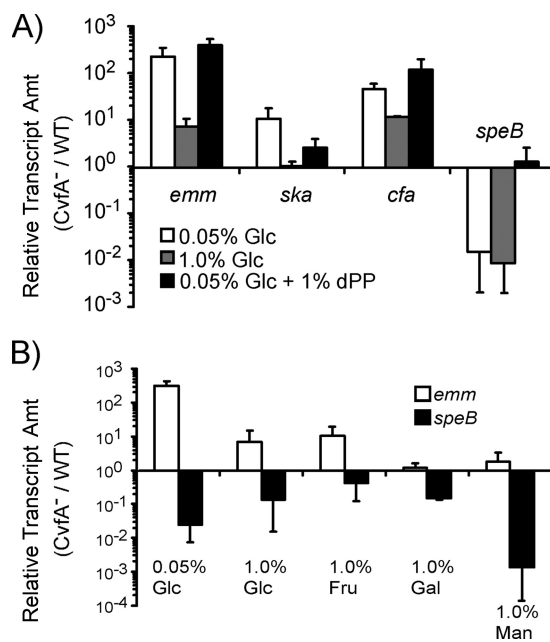 A)
Relative Transcript Amt
(CvfA⁻ / WT)
10³
10²
10¹
10⁰
10⁻¹
10⁻²
10⁻³
emm
ska
cfa
speB
0.05% Glc
1.0% Glc
0.05% Glc + 1% dPP
B)
Relative Transcript Amt
(CvfA⁻ / WT)
10³
10²
10¹
10⁰
10⁻¹
10⁻²
10⁻³
10⁻⁴
emm
speB
0.05% 1.0% 1.0% 1.0% 1.0%
Glc Glc Fru Gal Man